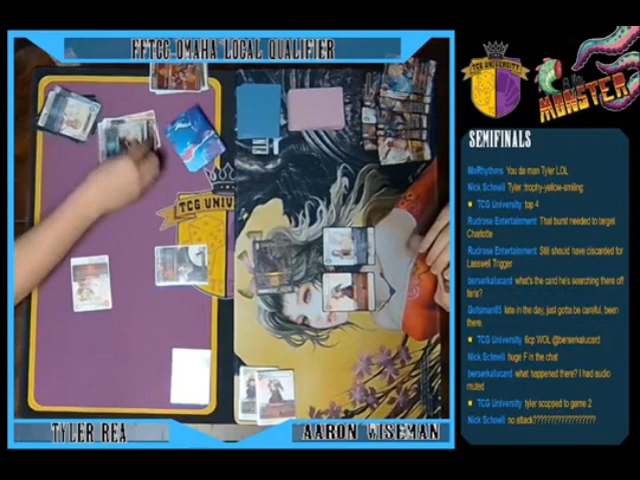 FFTCG OMAHA LOCAL QUALIFIER
TCG UNIVERSITY
MONSTER
SEMIFINALS
MoRhythms You da man Tyler LOL
Nick Schnell Tyler :trophy-yellow-smiling
★ TCG University top 4
Rudrose Entertainment That burst needed to target
Charlotte
Rudrose Entertainment Still should have discarded for
Lasswell Trigger
berserkalucard what's the card he's searching there off
faris?
Gutsman85 late in the day, just gotta be careful, been
there.
★ TCG University 6cp WOL @berserkalucard
Nick Schnell huge F in the chat
berserkalucard what happened there? I had audio
muted
★ TCG University tyler scopped to game 2
Nick Schnell no attack???????????????????
TCG UNIV
TYLER REA
AARON WISEMAN